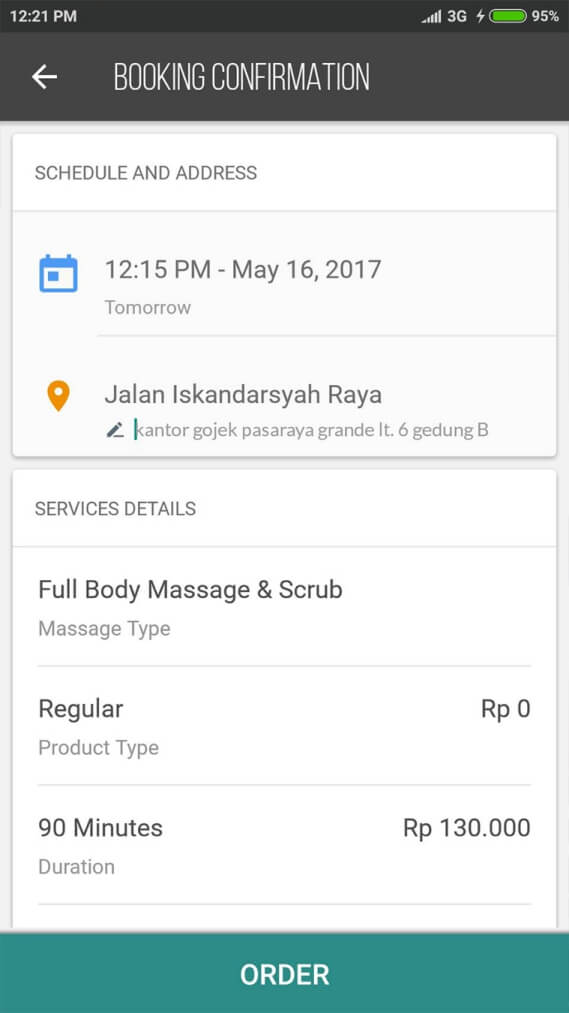 12:21 PM 3G 95%
BOOKING CONFIRMATION
SCHEDULE AND ADDRESS
12:15 PM - May 16, 2017
Tomorrow
Jalan Iskandarsyah Raya
kantor gojek pasaraya grande lt. 6 gedung B
SERVICES DETAILS
Full Body Massage & Scrub
Massage Type
Regular Rp 0
Product Type
90 Minutes Rp 130.000
Duration
ORDER